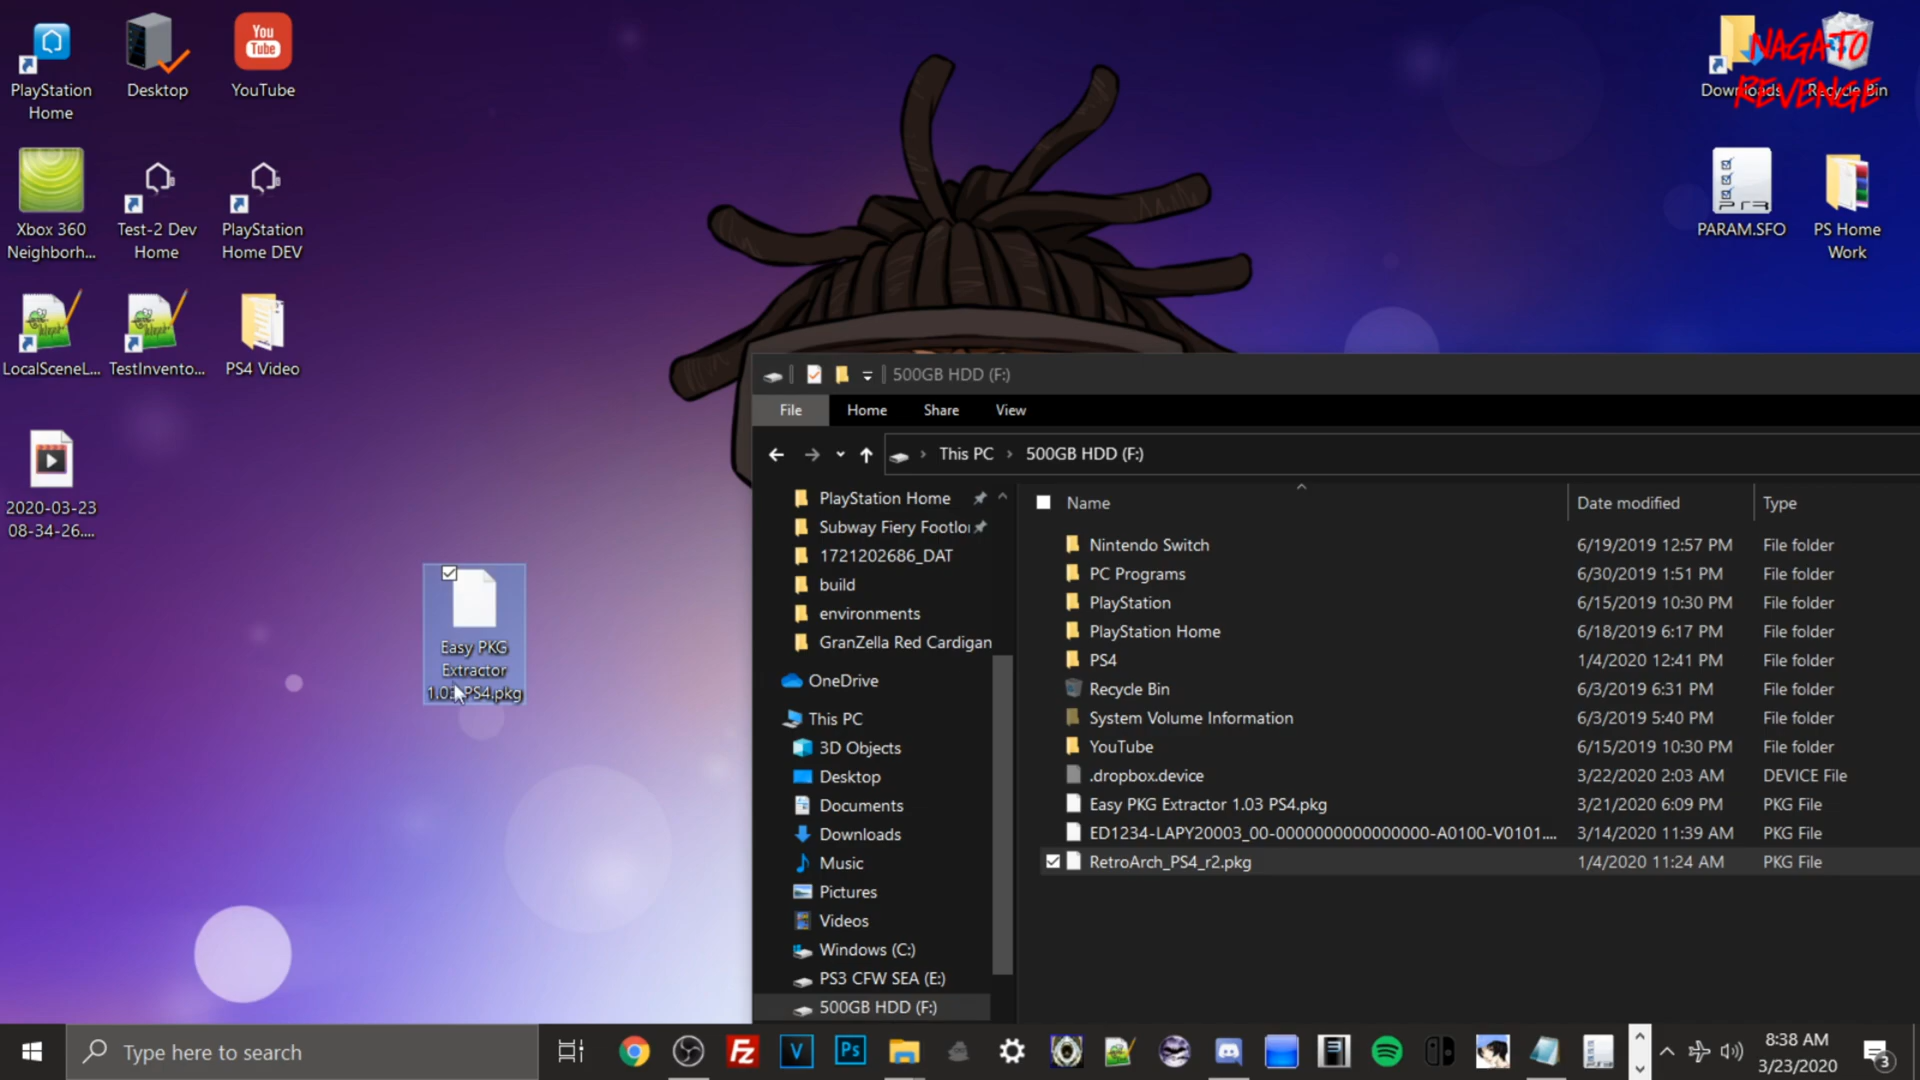 PlayStation
Home
Desktop
You
Tube
YouTube
Xbox 360
Neighborh...
Test-2 Dev
Home
PlayStation
Home DEV
LocalSceneL...
TestInvento...
PS4 Video
2020-03-23
08-34-26....
Easy PKG
Extractor
1.03 PS4.pkg
NAGATO
REVENGE
Downloads
Recycle Bin
PARAM.SFO
PS Home
Work
500GB HDD (F:)
File
Home
Share
View
This PC
500GB HDD (F:)
PlayStation Home
Subway Fiery Footlo
1721202686_DAT
build
environments
GranZella Red Cardigan
OneDrive
This PC
3D Objects
Desktop
Documents
Downloads
Music
Pictures
Videos
Windows (C:)
PS3 CFW SEA (E:)
500GB HDD (F:)
Name Date modified Type
Nintendo Switch 6/19/2019 12:57 PM File folder
PC Programs 6/30/2019 1:51 PM File folder
PlayStation 6/15/2019 10:30 PM File folder
PlayStation Home 6/18/2019 6:17 PM File folder
PS4 1/4/2020 12:41 PM File folder
Recycle Bin 6/3/2019 6:31 PM File folder
System Volume Information 6/3/2019 5:40 PM File folder
YouTube 6/15/2019 10:30 PM File folder
.dropbox.device 3/22/2020 2:03 AM DEVICE File
Easy PKG Extractor 1.03 PS4.pkg 3/21/2020 6:09 PM PKG File
ED1234-LAPY20003_00-0000000000000000-A0100-V0101.... 3/14/2020 11:39 AM PKG File
RetroArch_PS4_r2.pkg 1/4/2020 11:24 AM PKG File
Type here to search
Fz
V
Ps
8:38 AM
3/23/2020
3